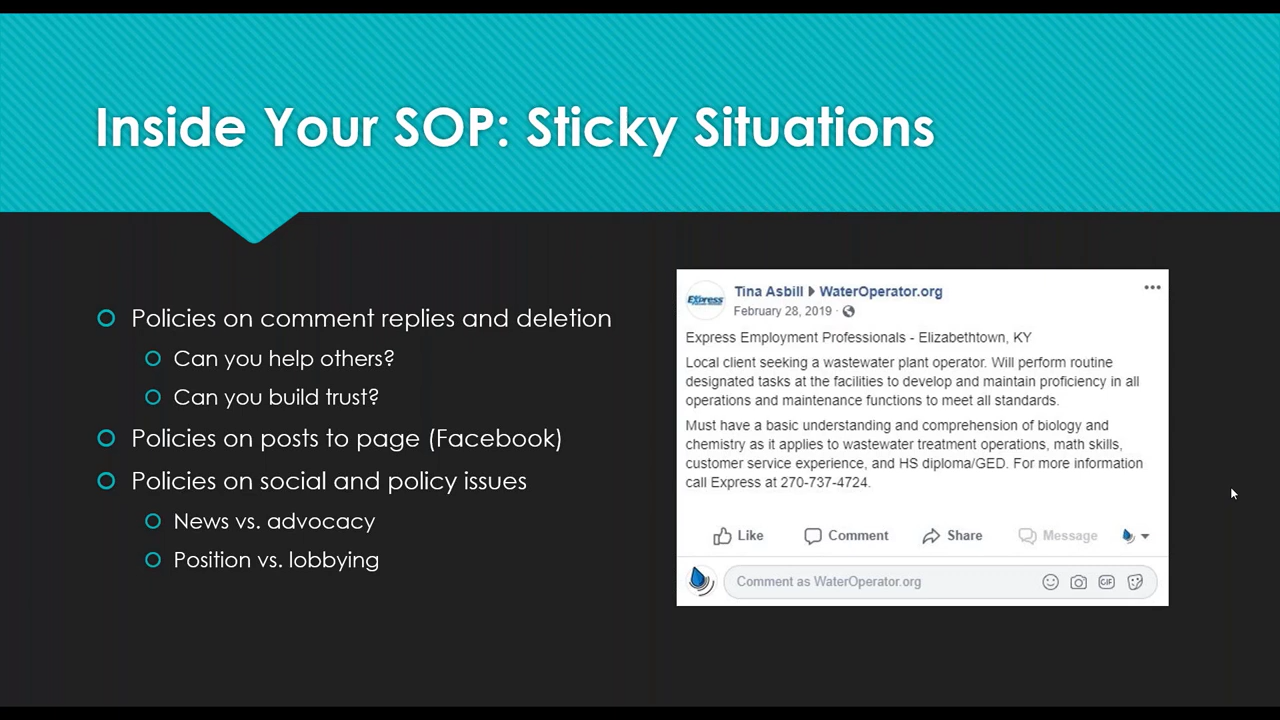 Inside Your SOP: Sticky Situations
Policies on comment replies and deletion
Can you help others?
Can you build trust?
Policies on posts to page (Facebook)
Policies on social and policy issues
News vs. advocacy
Position vs. lobbying
Express
Tina Asbill WaterOperator.org
February 28, 2019 ·
Express Employment Professionals - Elizabethtown, KY
Local client seeking a wastewater plant operator. Will perform routine
designated tasks at the facilities to develop and maintain proficiency in all
operations and maintenance functions to meet all standards.
Must have a basic understanding and comprehension of biology and
chemistry as it applies to wastewater treatment operations, math skills,
customer service experience, and HS diploma/GED. For more information
call Express at 270-737-4724.
Like Comment Share Message
Comment as WaterOperator.org GIF